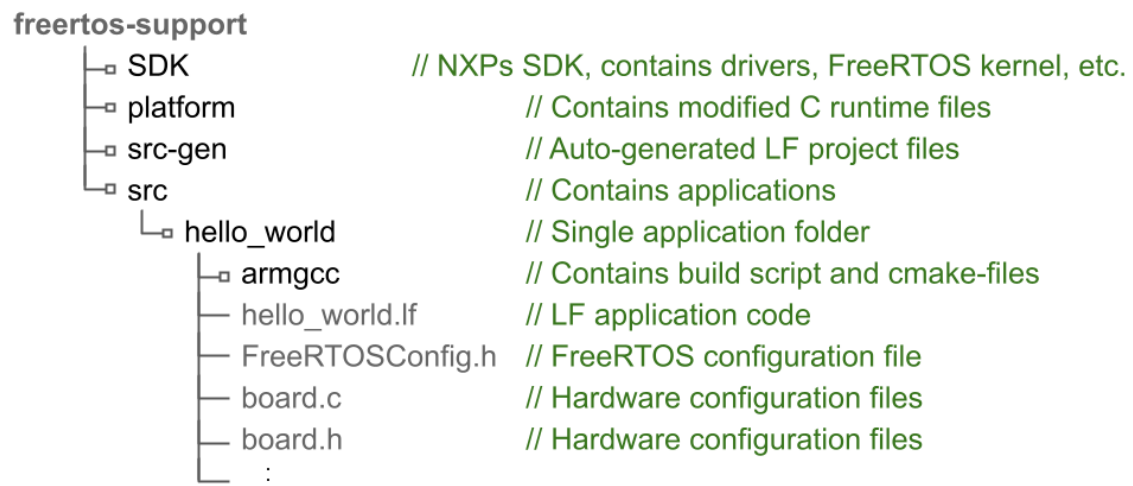 freertos-support
SDK // NXPs SDK, contains drivers, FreeRTOS kernel, etc.
platform // Contains modified C runtime files
src-gen // Auto-generated LF project files
src // Contains applications
hello_world // Single application folder
armgcc // Contains build script and cmake-files
hello_world.lf // LF application code
FreeRTOSConfig.h // FreeRTOS configuration file
board.c // Hardware configuration files
board.h // Hardware configuration files
: